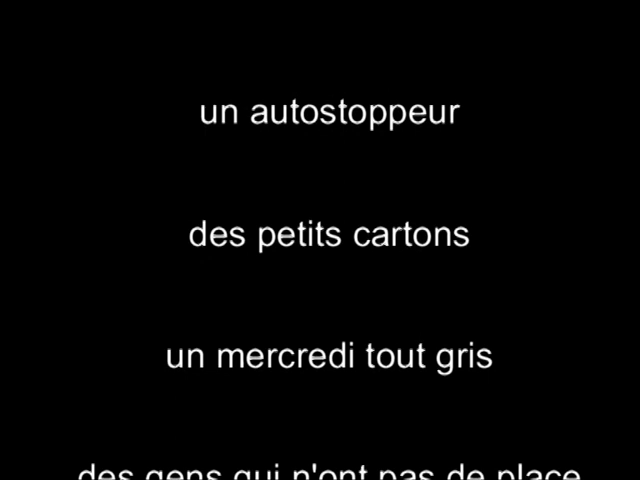 un autostoppeur
des petits cartons
un mercredi tout gris
des gens qui n'ont pas de place